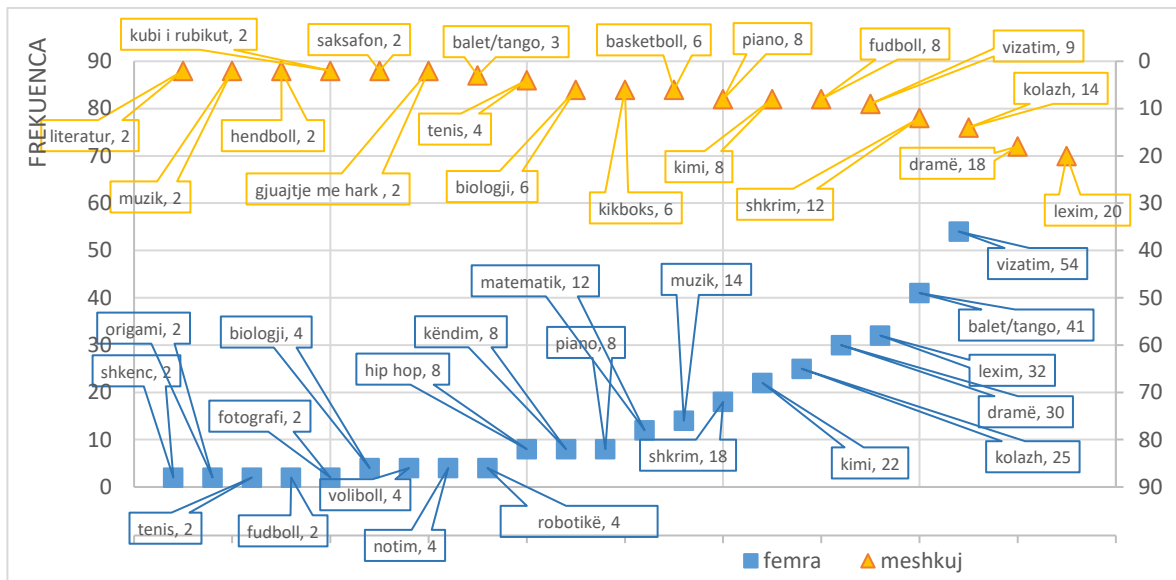 FREKUENCA
90
80
70
60
50
40
30
20
10
0
0
10
20
30
40
50
60
70
80
90
kubi i rubikut, 2
saksafon, 2
balet/tango, 3
basketboll, 6
piano, 8
fudboll, 8
vizatim, 9
kolazh, 14
literatur, 2
hendboll, 2
tenis, 4
muzik, 2
gjuajtje me hark , 2
biologji, 6
kikboks, 6
kimi, 8
shkrim, 12
dramë, 18
lexim, 20
vizatim, 54
matematik, 12
muzik, 14
origami, 2
biologji, 4
këndim, 8
piano, 8
balet/tango, 41
shkenc, 2
hip hop, 8
lexim, 32
fotografi, 2
dramë, 30
shkrim, 18
kimi, 22
kolazh, 25
voliboll, 4
tenis, 2
fudboll, 2
notim, 4
robotikë, 4
femra
meshkuj